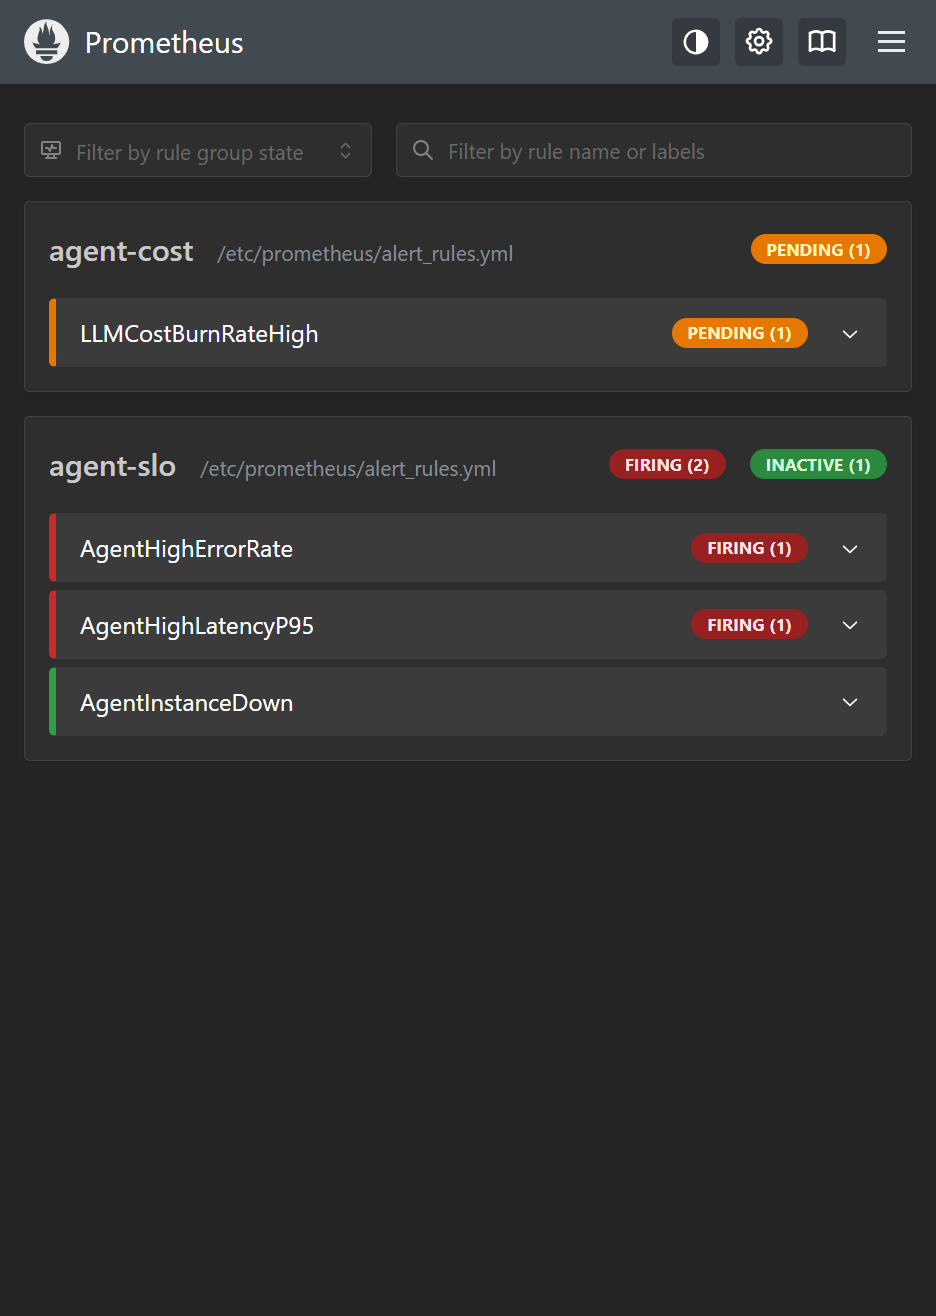 Prometheus
Filter by rule group state
Filter by rule name or labels
agent-cost /etc/prometheus/alert_rules.yml PENDING (1)
LLMCostBurnRateHigh PENDING (1)
agent-slo /etc/prometheus/alert_rules.yml FIRING (2) INACTIVE (1)
AgentHighErrorRate FIRING (1)
AgentHighLatencyP95 FIRING (1)
AgentInstanceDown